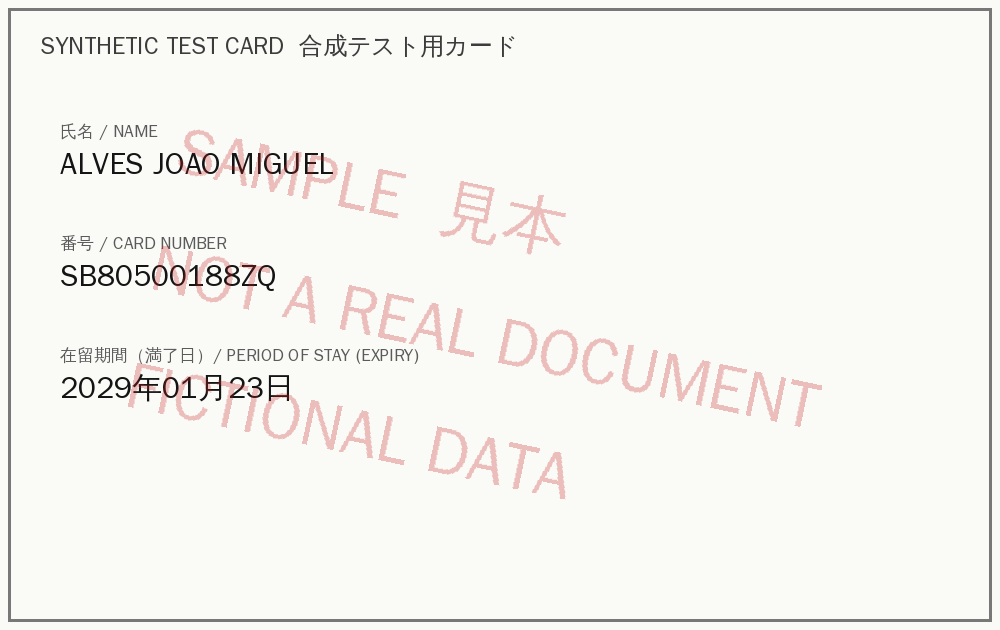 SYNTHETIC TEST CARD 合成テスト用カード
氏名 / NAME
ALVES JOAO MIGUEL
番号 / CARD NUMBER
SB80500188ZQ
在留期間（満了日）/ PERIOD OF STAY (EXPIRY)
2029年01月23日
SAMPLE 見本
NOT A REAL DOCUMENT
FICTIONAL DATA